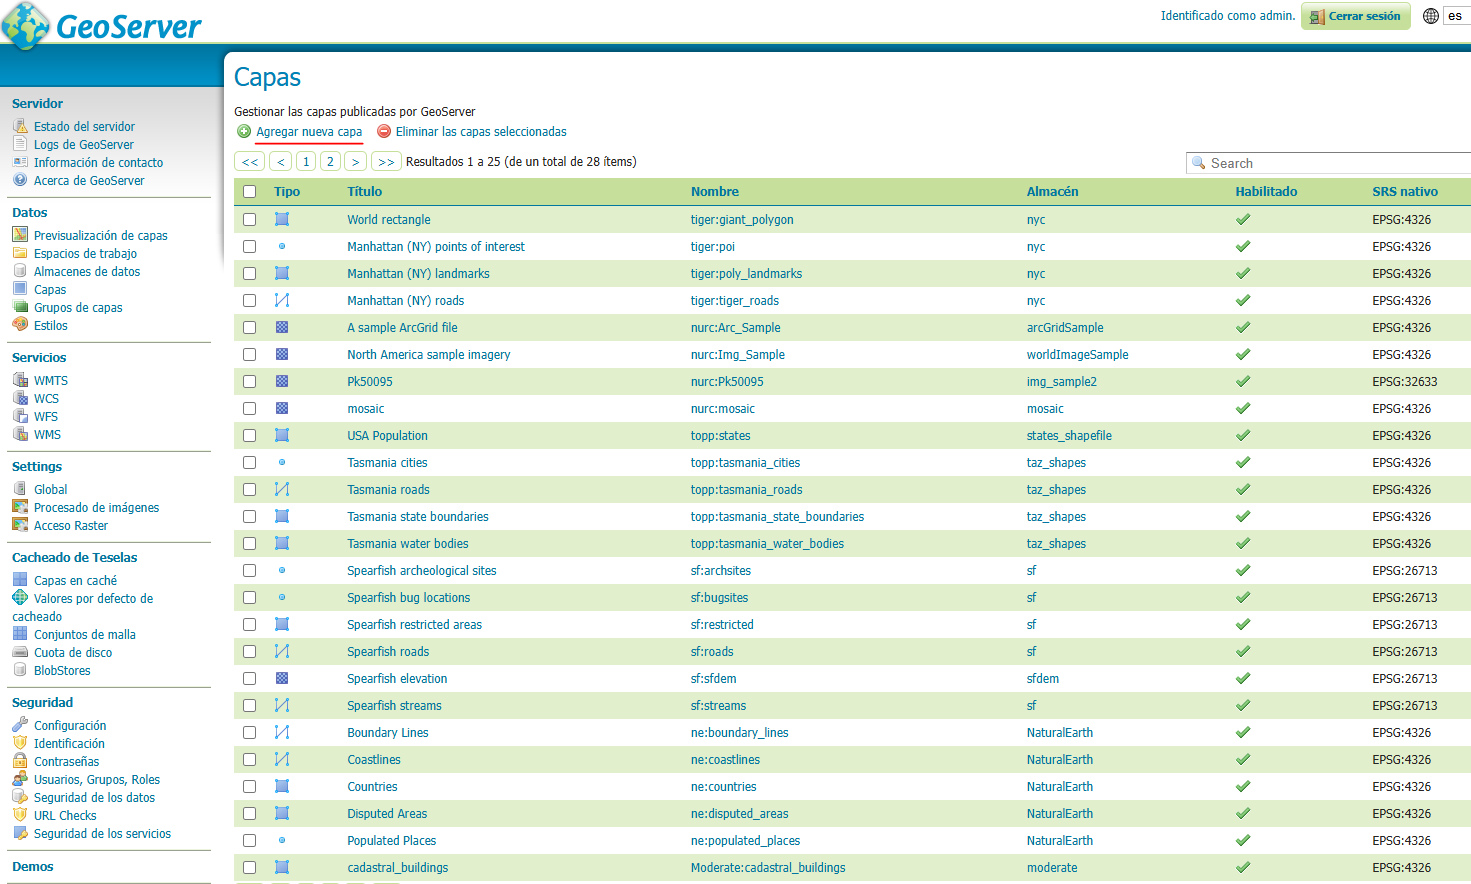 GeoServer
Identificado como admin. Cerrar sesión es
Servidor
Estado del servidor
Logs de GeoServer
Información de contacto
Acerca de GeoServer
Datos
Previsualización de capas
Espacios de trabajo
Almacenes de datos
Capas
Grupos de capas
Estilos
Servicios
WMTS
WCS
WFS
WMS
Settings
Global
Procesado de imágenes
Acceso Raster
Cacheado de Teselas
Capas en caché
Valores por defecto de
cacheado
Conjuntos de malla
Cuota de disco
BlobStores
Seguridad
Configuración
Identificación
Contraseñas
Usuarios, Grupos, Roles
Seguridad de los datos
URL Checks
Seguridad de los servicios
Demos
Capas
Gestionar las capas publicadas por GeoServer
Agregar nueva capa Eliminar las capas seleccionadas
<< < 1 2 > >> Resultados 1 a 25 (de un total de 28 ítems) Search
Tipo Título Nombre Almacén Habilitado SRS nativo
World rectangle tiger:giant_polygon nyc EPSG:4326
Manhattan (NY) points of interest tiger:poi nyc EPSG:4326
Manhattan (NY) landmarks tiger:poly_landmarks nyc EPSG:4326
Manhattan (NY) roads tiger:tiger_roads nyc EPSG:4326
A sample ArcGrid file nurc:Arc_Sample arcGridSample EPSG:4326
North America sample imagery nurc:Img_Sample worldImageSample EPSG:4326
Pk50095 nurc:Pk50095 img_sample2 EPSG:32633
mosaic nurc:mosaic mosaic EPSG:4326
USA Population topp:states states_shapefile EPSG:4326
Tasmania cities topp:tasmania_cities taz_shapes EPSG:4326
Tasmania roads topp:tasmania_roads taz_shapes EPSG:4326
Tasmania state boundaries topp:tasmania_state_boundaries taz_shapes EPSG:4326
Tasmania water bodies topp:tasmania_water_bodies taz_shapes EPSG:4326
Spearfish archeological sites sf:archsites sf EPSG:26713
Spearfish bug locations sf:bugsites sf EPSG:26713
Spearfish restricted areas sf:restricted sf EPSG:26713
Spearfish roads sf:roads sf EPSG:26713
Spearfish elevation sf:sfdem sfdem EPSG:26713
Spearfish streams sf:streams sf EPSG:26713
Boundary Lines ne:boundary_lines NaturalEarth EPSG:4326
Coastlines ne:coastlines NaturalEarth EPSG:4326
Countries ne:countries NaturalEarth EPSG:4326
Disputed Areas ne:disputed_areas NaturalEarth EPSG:4326
Populated Places ne:populated_places NaturalEarth EPSG:4326
cadastral_buildings Moderate:cadastral_buildings moderate EPSG:4326